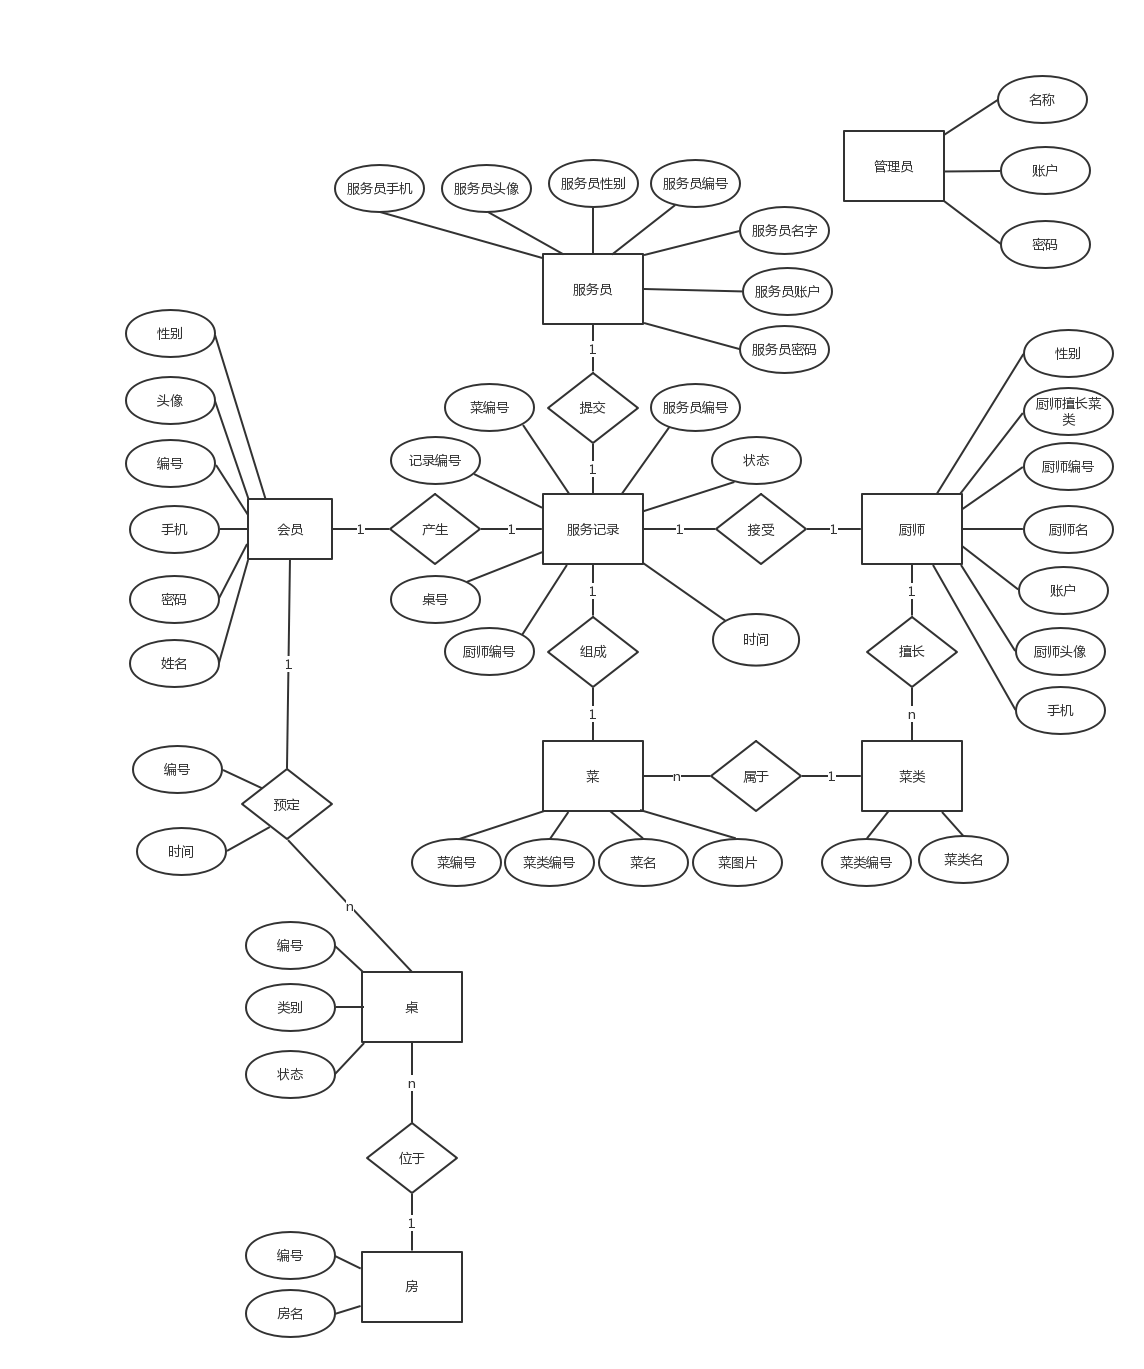 名称
管理员
账户
密码
服务员手机
服务员头像
服务员性别
服务员编号
服务员名字
服务员
服务员账户
服务员密码
1
提交
1
性别
头像
编号
手机
密码
姓名
会员
1
产生
1
菜编号
服务员编号
记录编号
状态
服务记录
桌号
厨师编号
时间
1
接受
1
厨师
性别
厨师擅长菜
类
厨师编号
厨师名
账户
厨师头像
手机
1
组成
1
1
擅长
n
菜
n
属于
1
菜类
菜编号
菜类编号
菜名
菜图片
菜类编号
菜类名
1
编号
预定
时间
n
编号
类别
状态
桌
n
位于
1
编号
房名
房